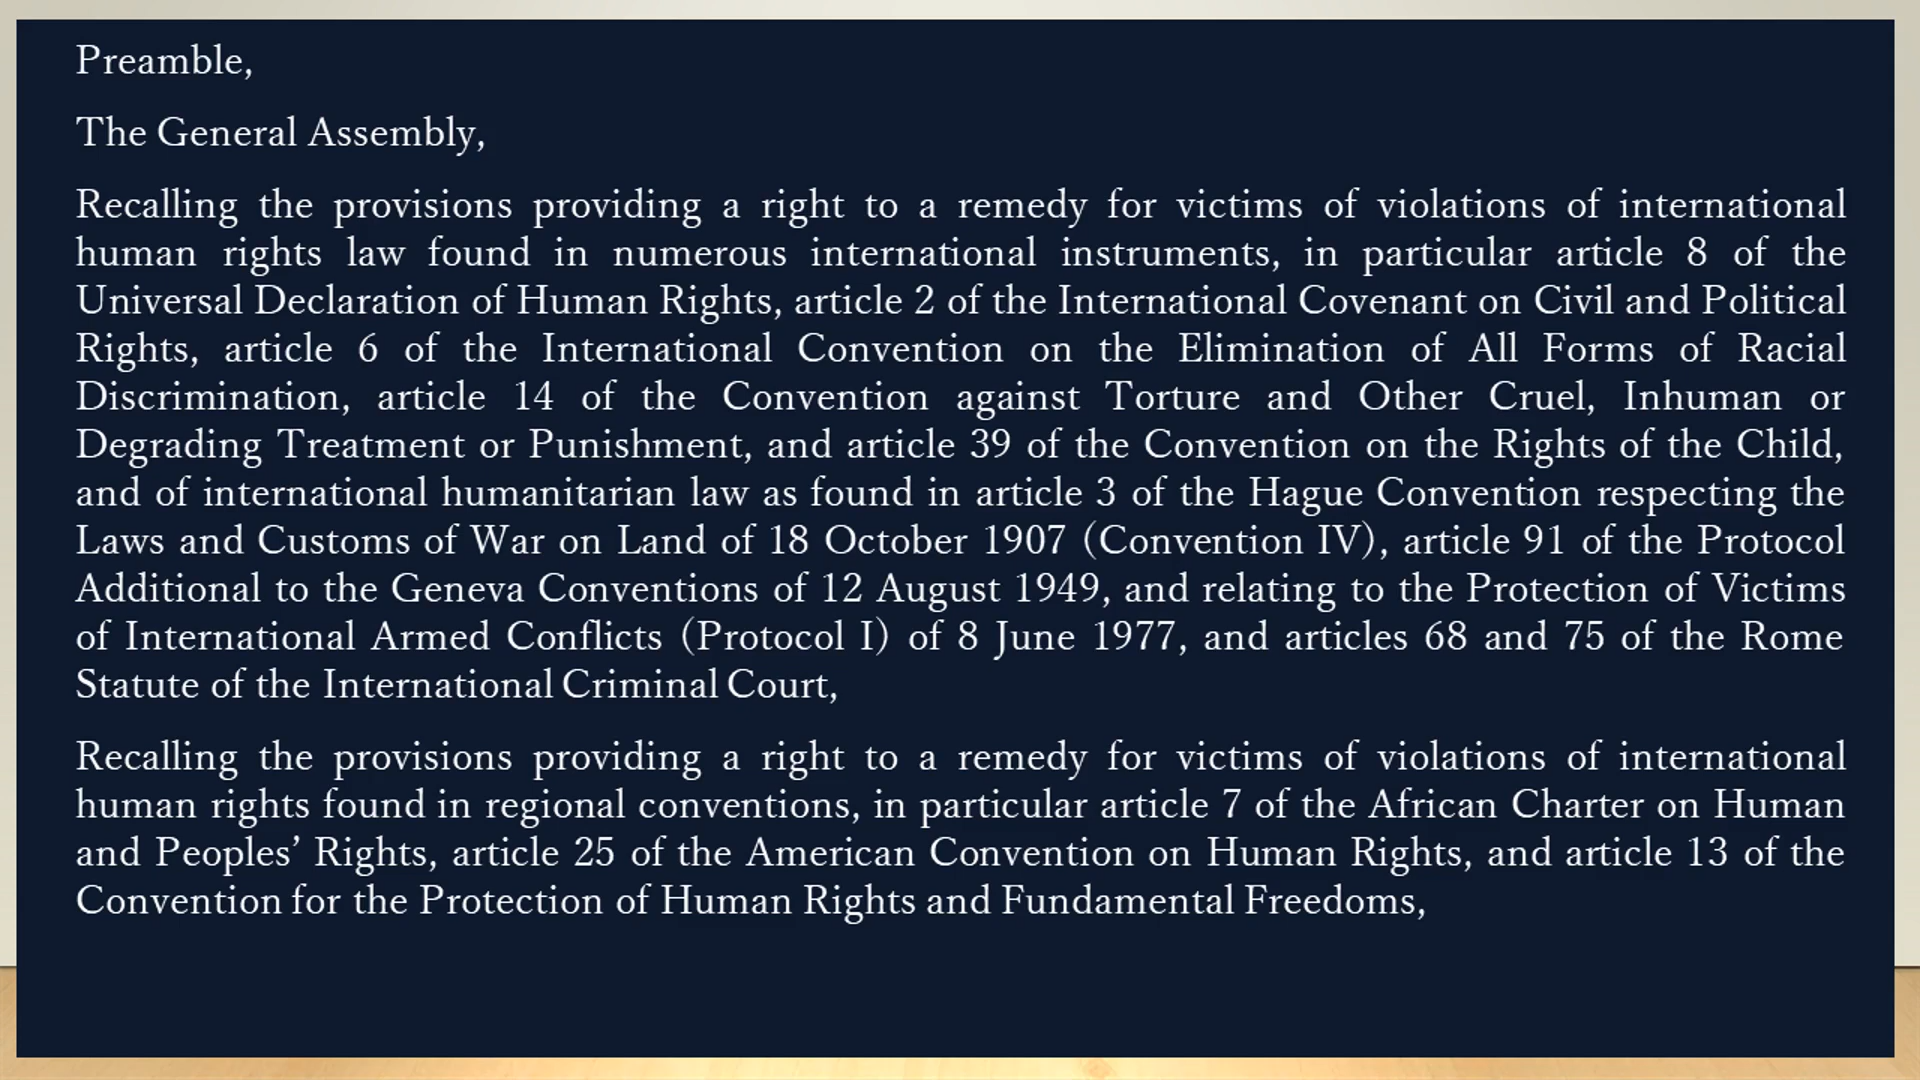 Preamble,
The General Assembly,
Recalling the provisions providing a right to a remedy for victims of violations of international
human rights law found in numerous international instruments, in particular article 8 of the
Universal Declaration of Human Rights, article 2 of the International Covenant on Civil and Political
Rights, article 6 of the International Convention on the Elimination of All Forms of Racial
Discrimination, article 14 of the Convention against Torture and Other Cruel, Inhuman or
Degrading Treatment or Punishment, and article 39 of the Convention on the Rights of the Child,
and of international humanitarian law as found in article 3 of the Hague Convention respecting the
Laws and Customs of War on Land of 18 October 1907 (Convention IV), article 91 of the Protocol
Additional to the Geneva Conventions of 12 August 1949, and relating to the Protection of Victims
of International Armed Conflicts (Protocol I) of 8 June 1977, and articles 68 and 75 of the Rome
Statute of the International Criminal Court,
Recalling the provisions providing a right to a remedy for victims of violations of international
human rights found in regional conventions, in particular article 7 of the African Charter on Human
and Peoples’ Rights, article 25 of the American Convention on Human Rights, and article 13 of the
Convention for the Protection of Human Rights and Fundamental Freedoms,